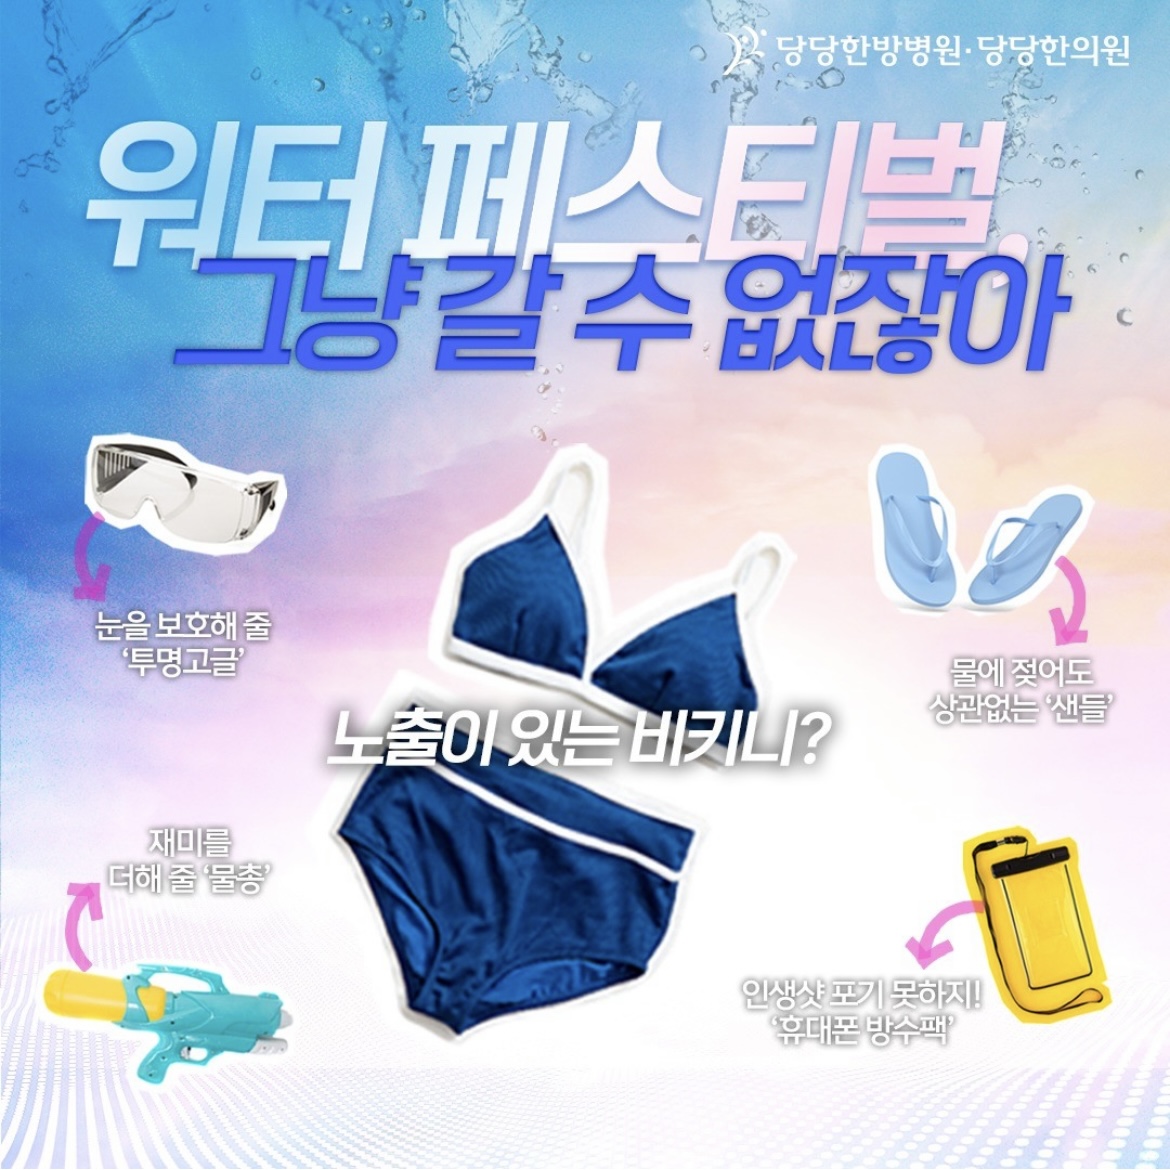 당당한방병원·당당한의원
워터 페스티벌,
그냥 갈 수 없잖아
눈을 보호해 줄
‘투명고글’
물에 젖어도
상관없는 ‘샌들’
노출이 있는 비키니?
재미를
더해 줄 ‘물총’
인생샷 포기 못하지!
‘휴대폰 방수팩’